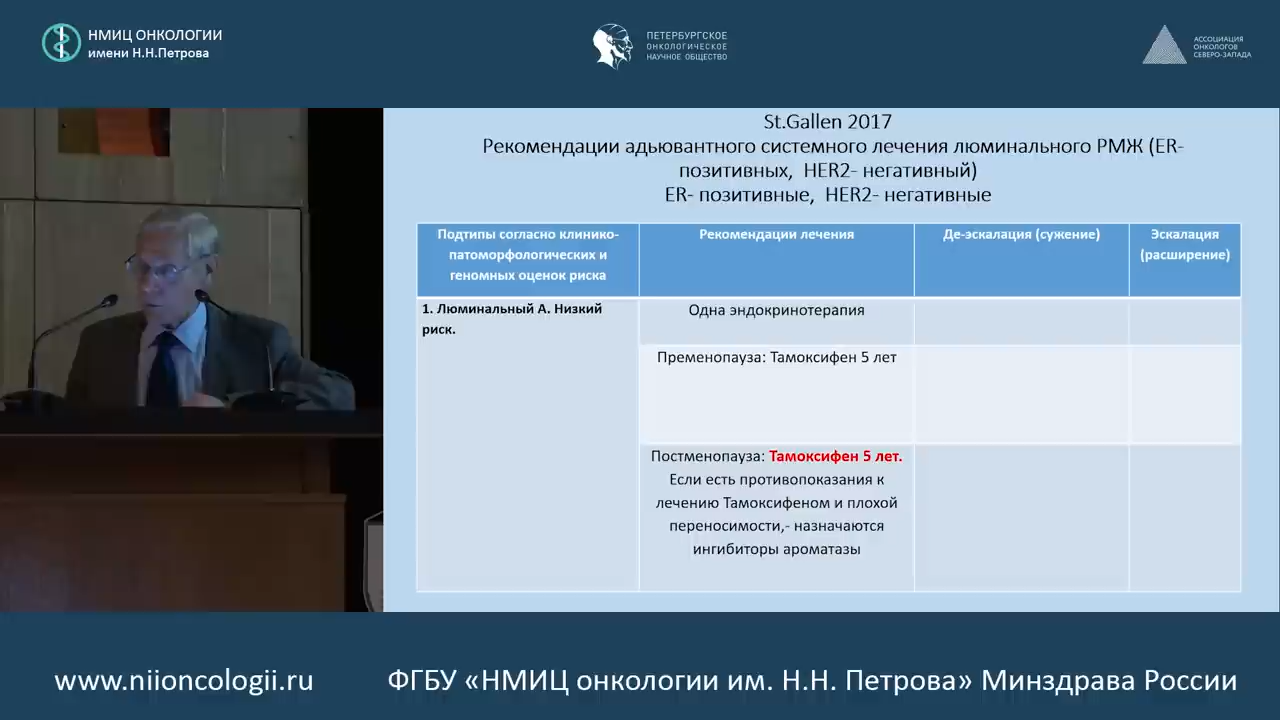 НМИЦ ОНКОЛОГИИ
имени Н.Н.Петрова
ПЕТЕРБУРГСКОЕ
ОНКОЛОГИЧЕСКОЕ
НАУЧНОЕ ОБЩЕСТВО
АССОЦИАЦИЯ
ОНКОЛОГОВ
СЕВЕРО-ЗАПАДА
St.Gallen 2017
Рекомендации адьювантного системного лечения люминального РМЖ (ER-
позитивных, HER2- негативный)
ER- позитивные, HER2- негативные
Подтипы согласно клинико-
патоморфологических и
геномных оценок риска
Рекомендации лечения
Де-эскалация (сужение)
Эскалация
(расширение)
1. Люминальный А. Низкий
риск.
Одна эндокринотерапия
Пременопауза: Тамоксифен 5 лет
Постменопауза: Тамоксифен 5 лет.
Если есть противопоказания к
лечению Тамоксифеном и плохой
переносимости,- назначаются
ингибиторы ароматазы
www.niioncologii.ru
ФГБУ «НМИЦ онкологии им. Н.Н. Петрова» Минздрава России